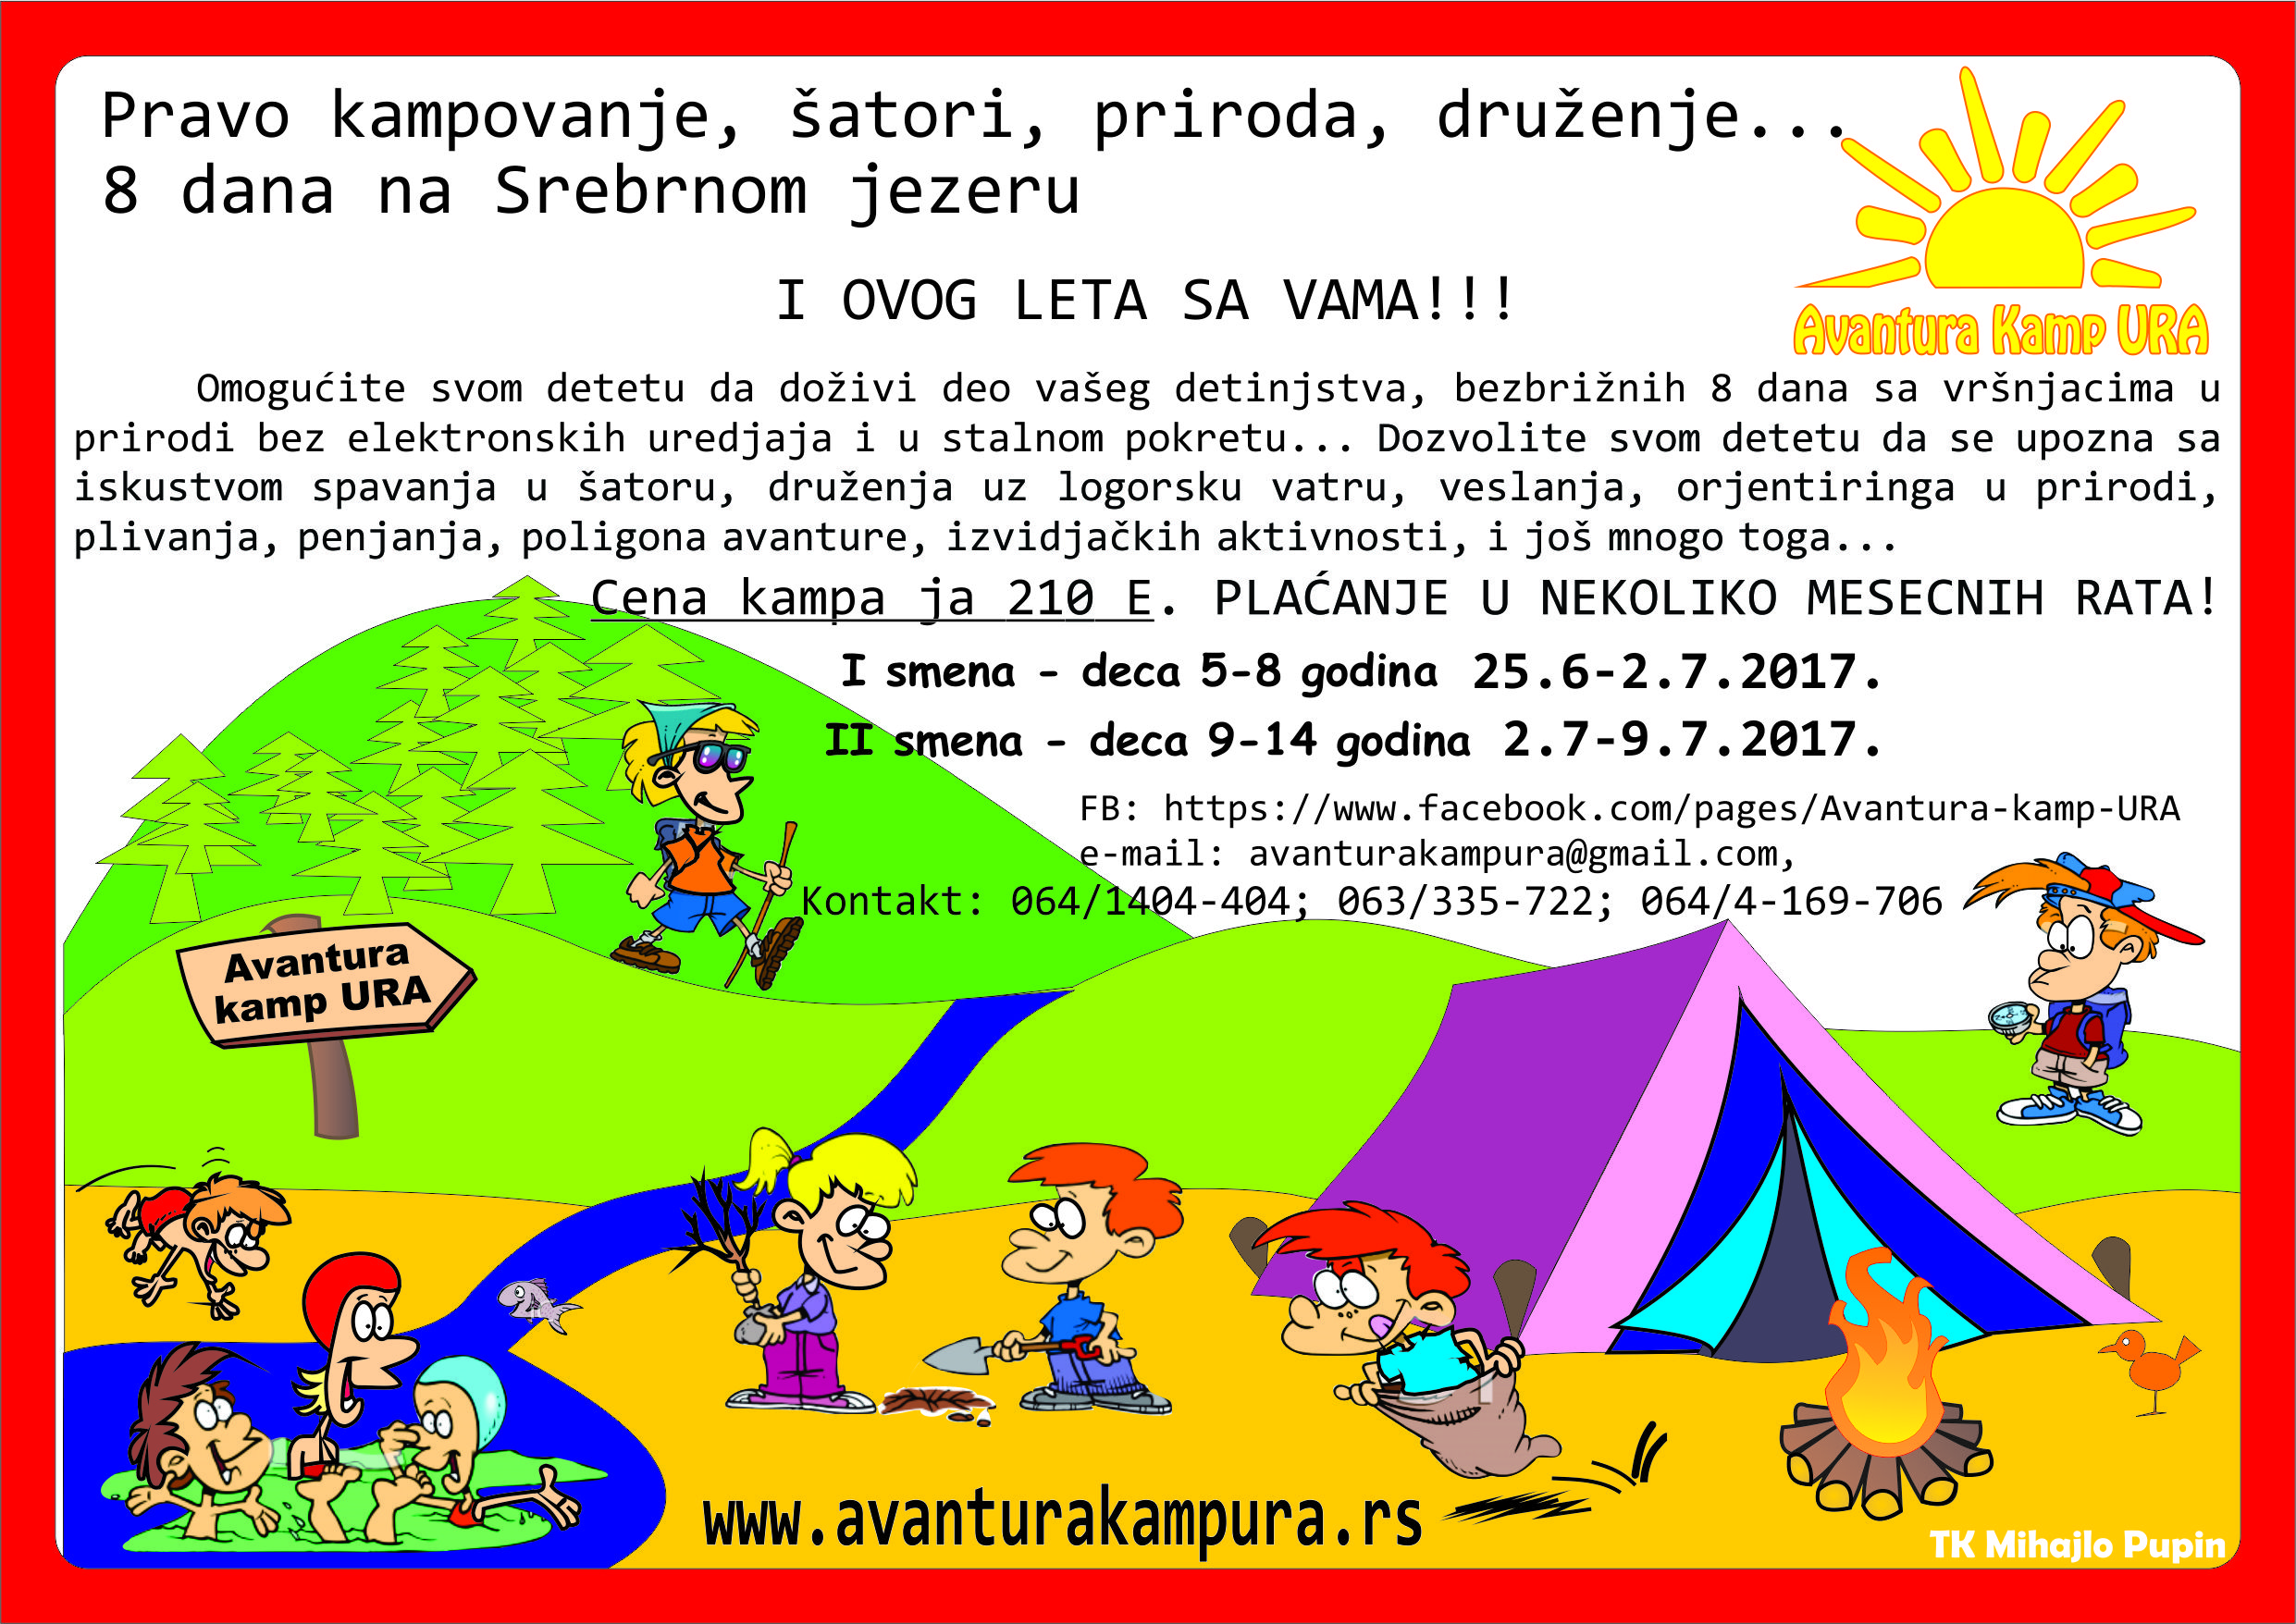 Pravo kampovanje, šatori, priroda, druženje...
8 dana na Srebrnom jezeru
I OVOG LETA SA VAMA!!!
Avantura Kamp URA
Omogućite svom detetu da doživi deo vašeg detinjstva, bezbrižnih 8 dana sa vršnjacima u
prirodi bez elektronskih uredjaja i u stalnom pokretu... Dozvolite svom detetu da se upozna sa
iskustvom spavanja u šatoru, druženja uz logorsku vatru, veslanja, orjentiringa u prirodi,
plivanja, penjanja, poligona avanture, izvidjačkih aktivnosti, i još mnogo toga...
Cena kampa ja 210 E. PLAĆANJE U NEKOLIKO MESECNIH RATA!
I smena - deca 5-8 godina 25.6-2.7.2017.
II smena - deca 9-14 godina 2.7-9.7.2017.
FB: https://www.facebook.com/pages/Avantura-kamp-URA
e-mail: avanturakampura@gmail.com,
Kontakt: 064/1404-404; 063/335-722; 064/4-169-706
Avantura
kamp URA
www.avanturakampura.rs
TK Mihajlo Pupin